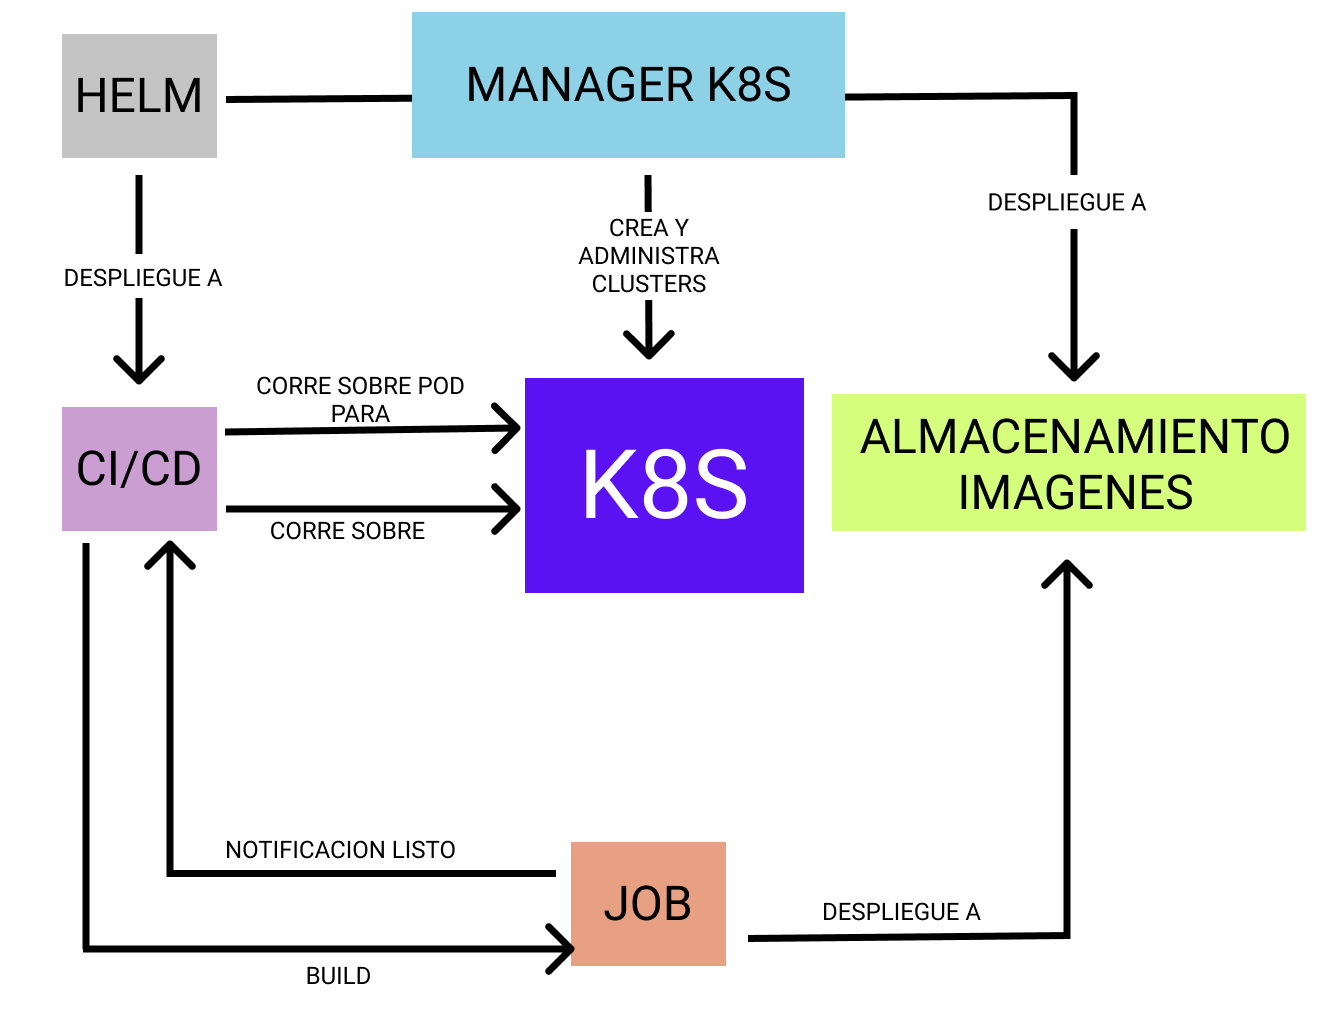 HELM
MANAGER K8S
DESPLIEGUE A
CREA Y
ADMINISTRA
CLUSTERS
DESPLIEGUE A
CORRE SOBRE POD
PARA
CI/CD
K8S
ALMACENAMIENTO
IMAGENES
CORRE SOBRE
NOTIFICACION LISTO
JOB
DESPLIEGUE A
BUILD